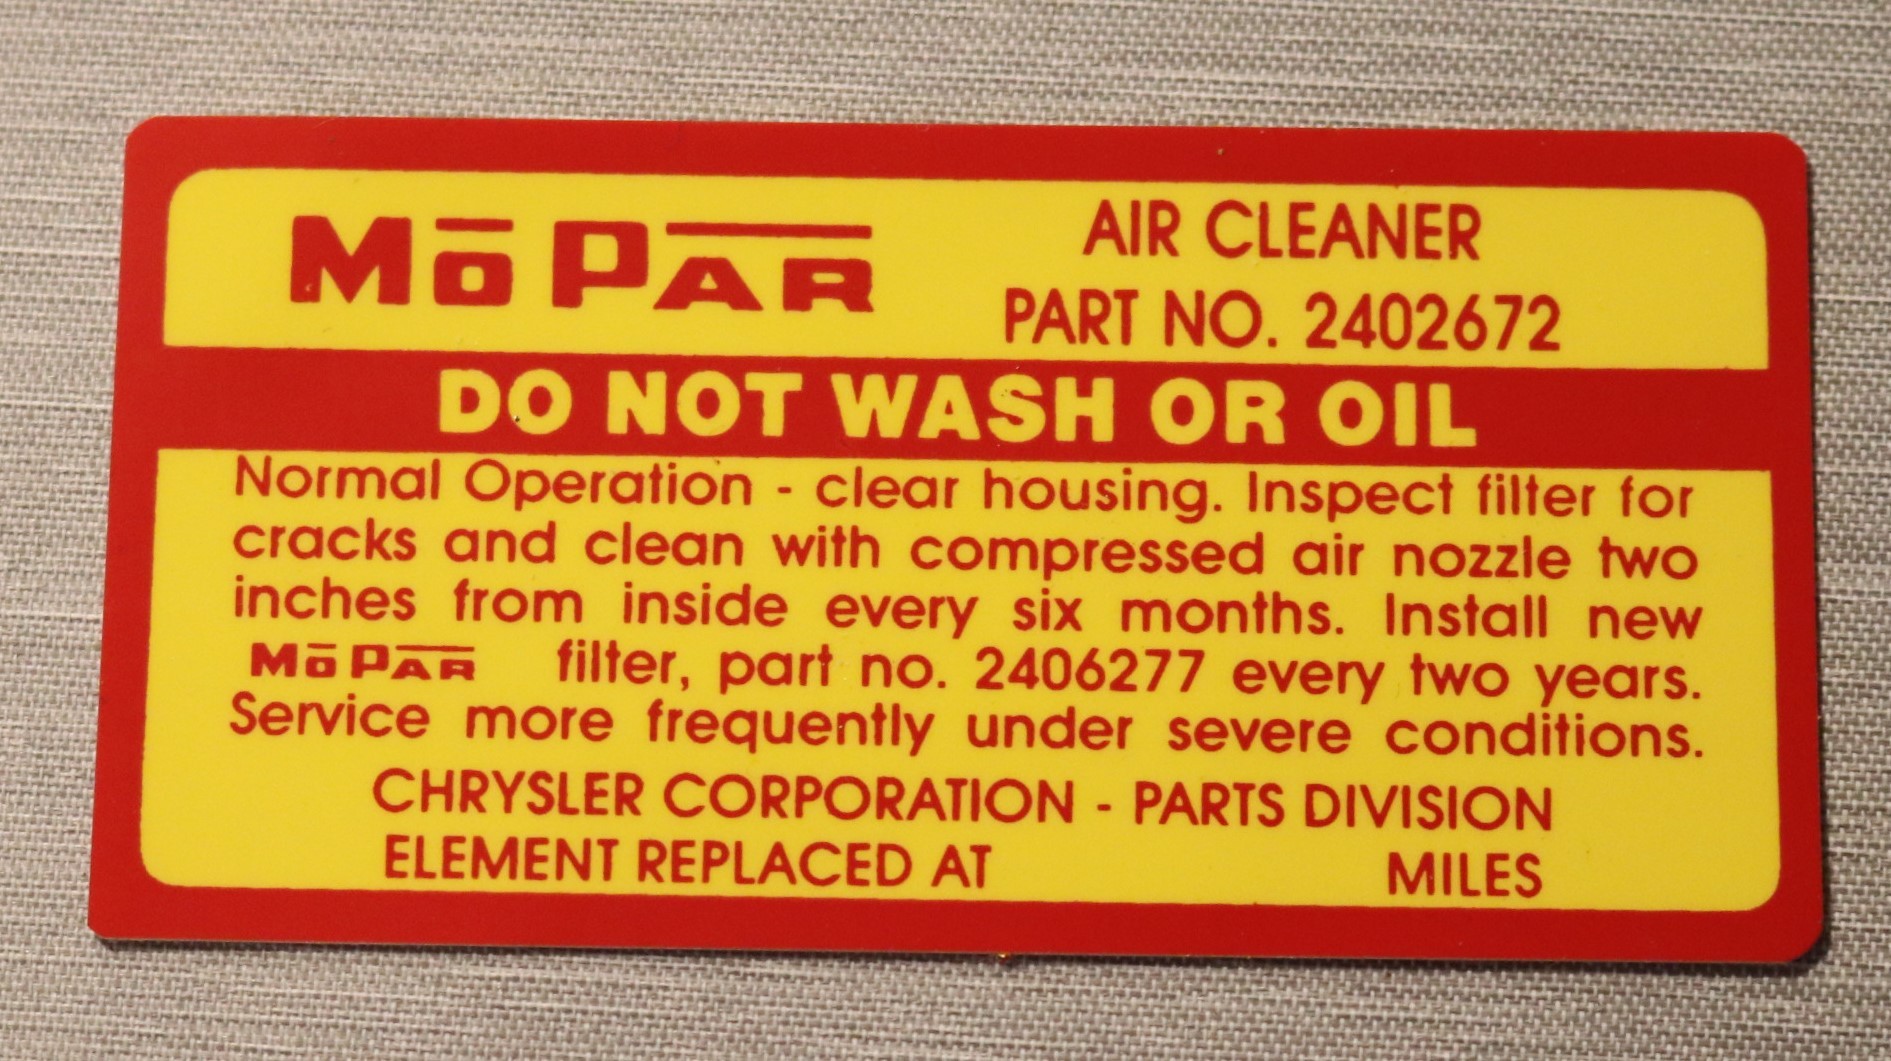 MōPAR
AIR CLEANER
PART NO. 2402672
DO NOT WASH OR OIL
Normal Operation - clear housing. Inspect filter for
cracks and clean with compressed air nozzle two
inches from inside every six months. Install new
MōPAR filter, part no. 2406277 every two years.
Service more frequently under severe conditions.
CHRYSLER CORPORATION - PARTS DIVISION
ELEMENT REPLACED AT MILES